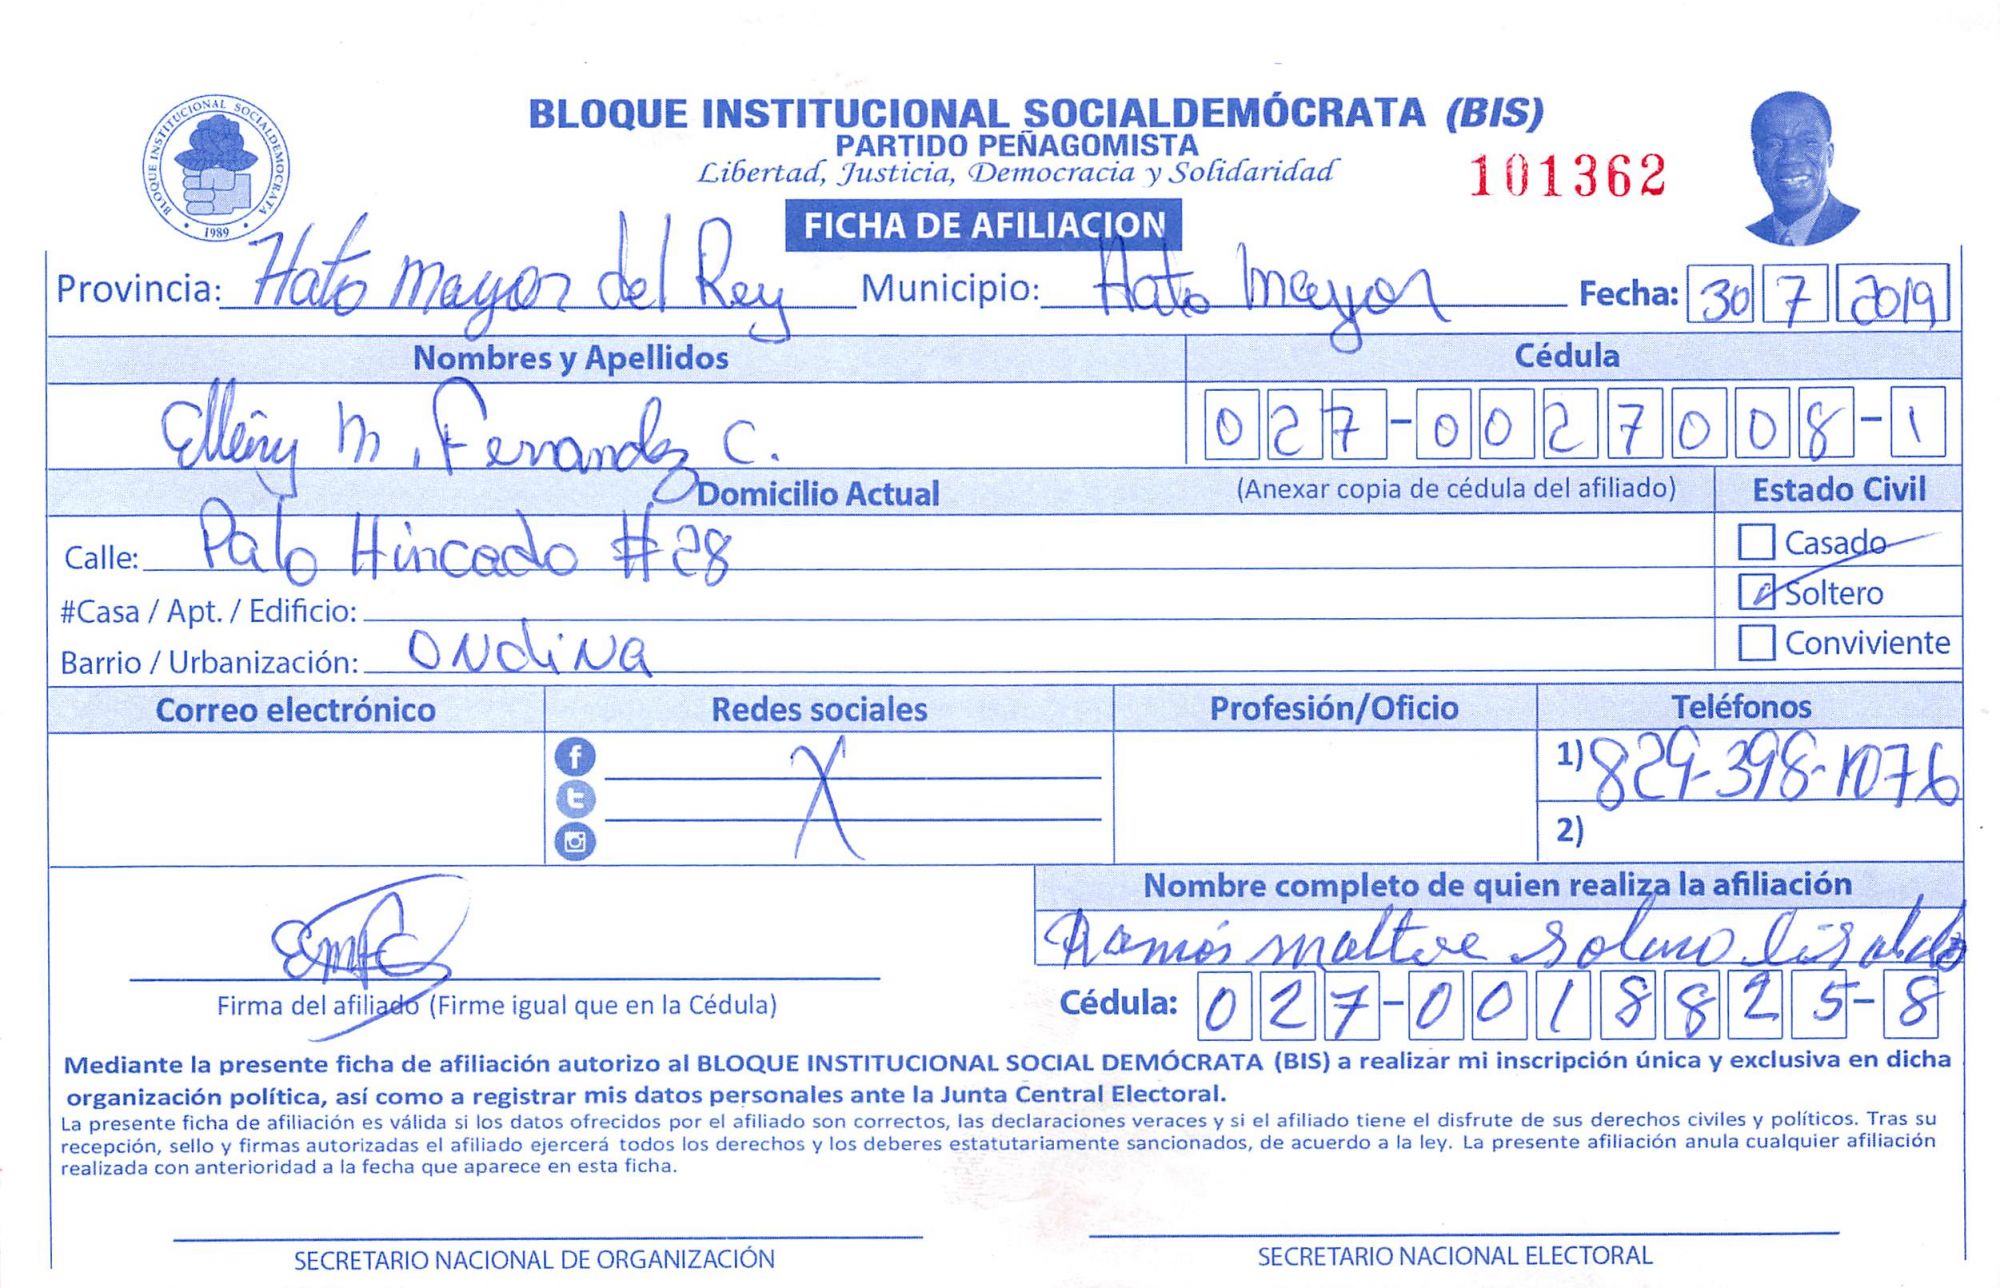 BLOQUE INSTITUCIONAL SOCIALDEMOCRATA
1989
BLOQUE INSTITUCIONAL SOCIALDEMÓCRATA (BIS)
PARTIDO PEÑAGOMISTA
Libertad, Justicia, Democracia y Solidaridad
101362
FICHA DE AFILIACION
Provincia: Hato Mayor del Rey Municipio: Hato Mayor Fecha: 30 7 2019
Nombres y Apellidos Cédula
M. Fernandez C. 027-0027008-1
Domicilio Actual (Anexar copia de cédula del afiliado) Estado Civil
Calle: Palo Hincado #28 Casado
#Casa / Apt. / Edificio: Soltero
Barrio / Urbanización: ONdiNa Conviviente
Correo electrónico Redes sociales Profesión/Oficio Teléfonos
X
1) 829-398-1076
2)
Nombre completo de quien realiza la afiliación
EMFC Ramón
Firma del afiliado (Firme igual que en la Cédula) Cédula: 027-0018825-8
Mediante la presente ficha de afiliación autorizo al BLOQUE INSTITUCIONAL SOCIAL DEMÓCRATA (BIS) a realizar mi inscripción única y exclusiva en dicha
organización política, así como a registrar mis datos personales ante la Junta Central Electoral.
La presente ficha de afiliación es válida si los datos ofrecidos por el afiliado son correctos, las declaraciones veraces y si el afiliado tiene el disfrute de sus derechos civiles y políticos. Tras su
recepción, sello y firmas autorizadas el afiliado ejercerá todos los derechos y los deberes estatutariamente sancionados, de acuerdo a la ley. La presente afiliación anula cualquier afiliación
realizada con anterioridad a la fecha que aparece en esta ficha.
SECRETARIO NACIONAL DE ORGANIZACIÓN SECRETARIO NACIONAL ELECTORAL